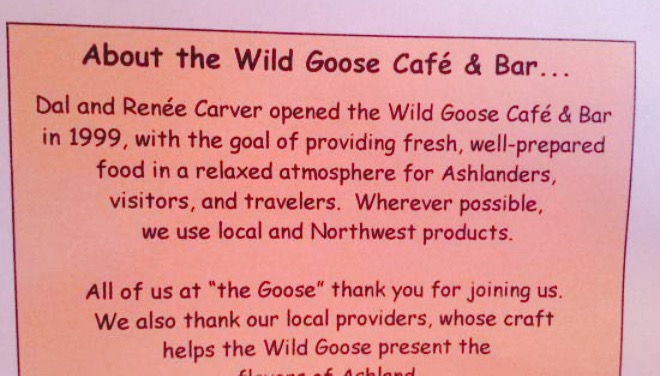 About the Wild Goose Café & Bar...
Dal and Renée Carver opened the Wild Goose Café & Bar
in 1999, with the goal of providing fresh, well-prepared
food in a relaxed atmosphere for Ashlanders,
visitors, and travelers. Wherever possible,
we use local and Northwest products.
All of us at “the Goose” thank you for joining us.
We also thank our local providers, whose craft
helps the Wild Goose present the
flavors of Ashland